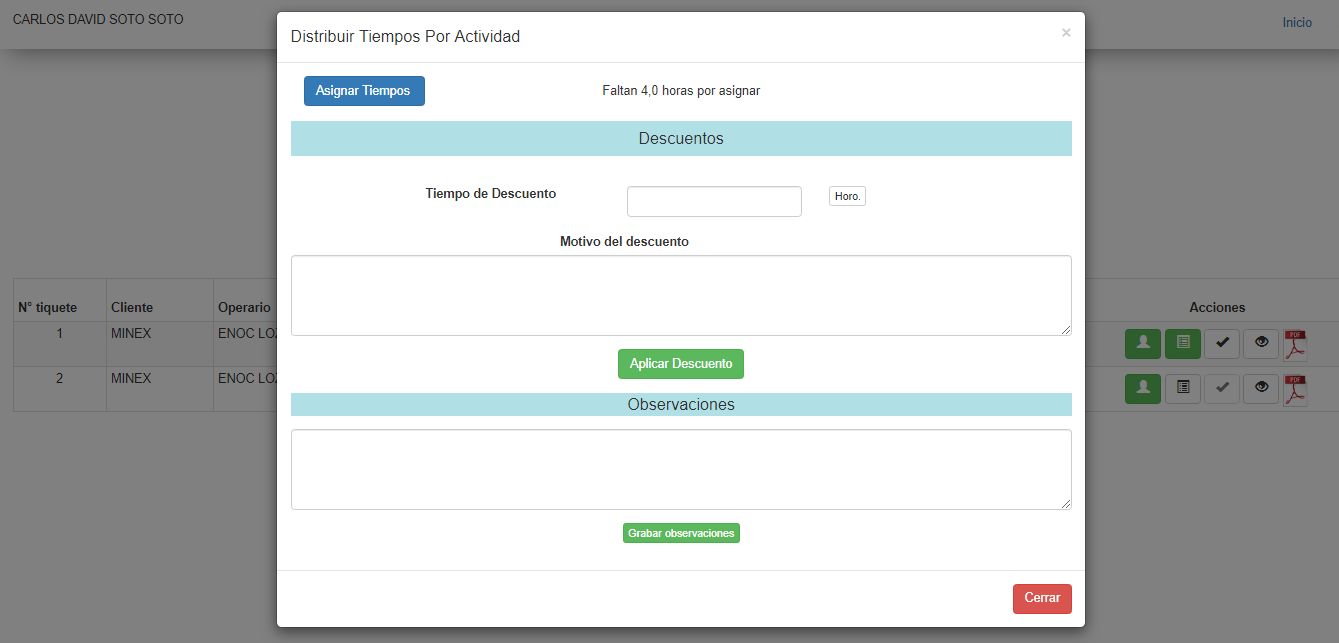 CARLOS DAVID SOTO SOTO
Inicio
Distribuir Tiempos Por Actividad
×
Asignar Tiempos
Faltan 4,0 horas por asignar
Descuentos
Tiempo de Descuento
Horo.
Motivo del descuento
Aplicar Descuento
Observaciones
Grabar observaciones
Cerrar
N° tiquete Cliente Operario Acciones
1 MINEX ENOC PDF
2 MINEX ENOC PDF